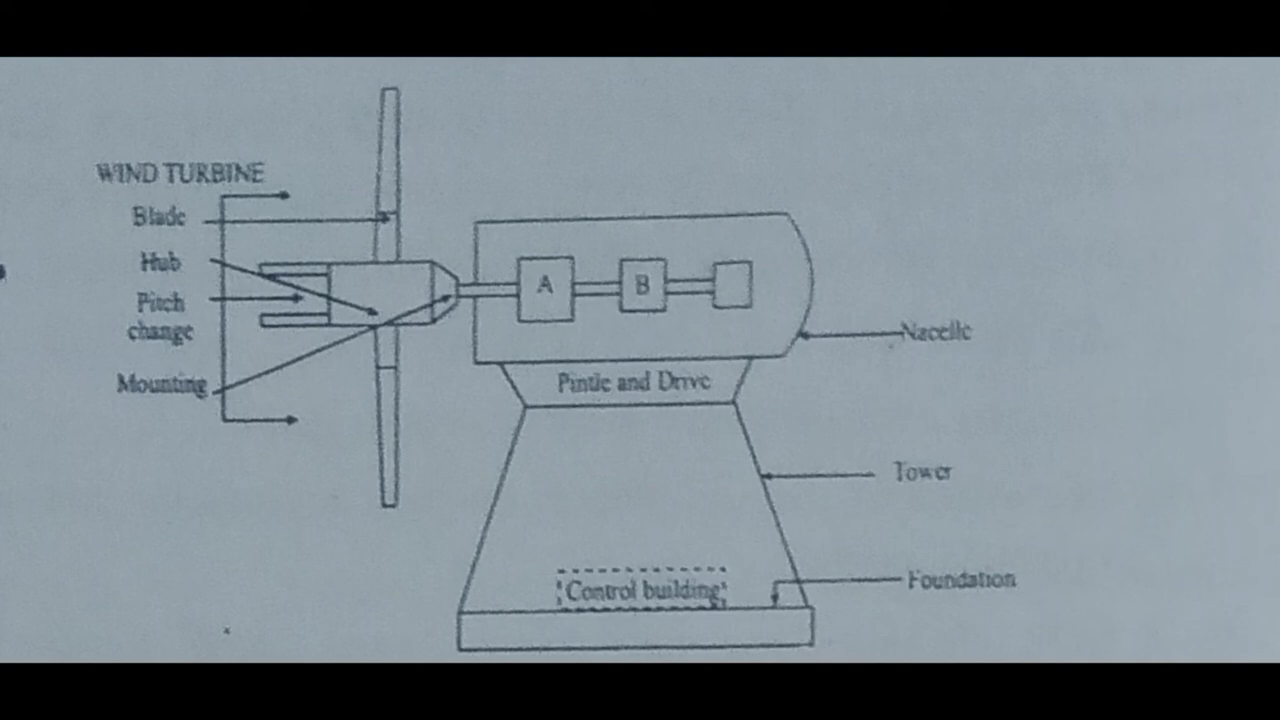 WIND TURBINE
Blade
Hub
Pitch
change
Mounting
A
B
Nacelle
Pintle and Drive
Tower
Control building
Foundation